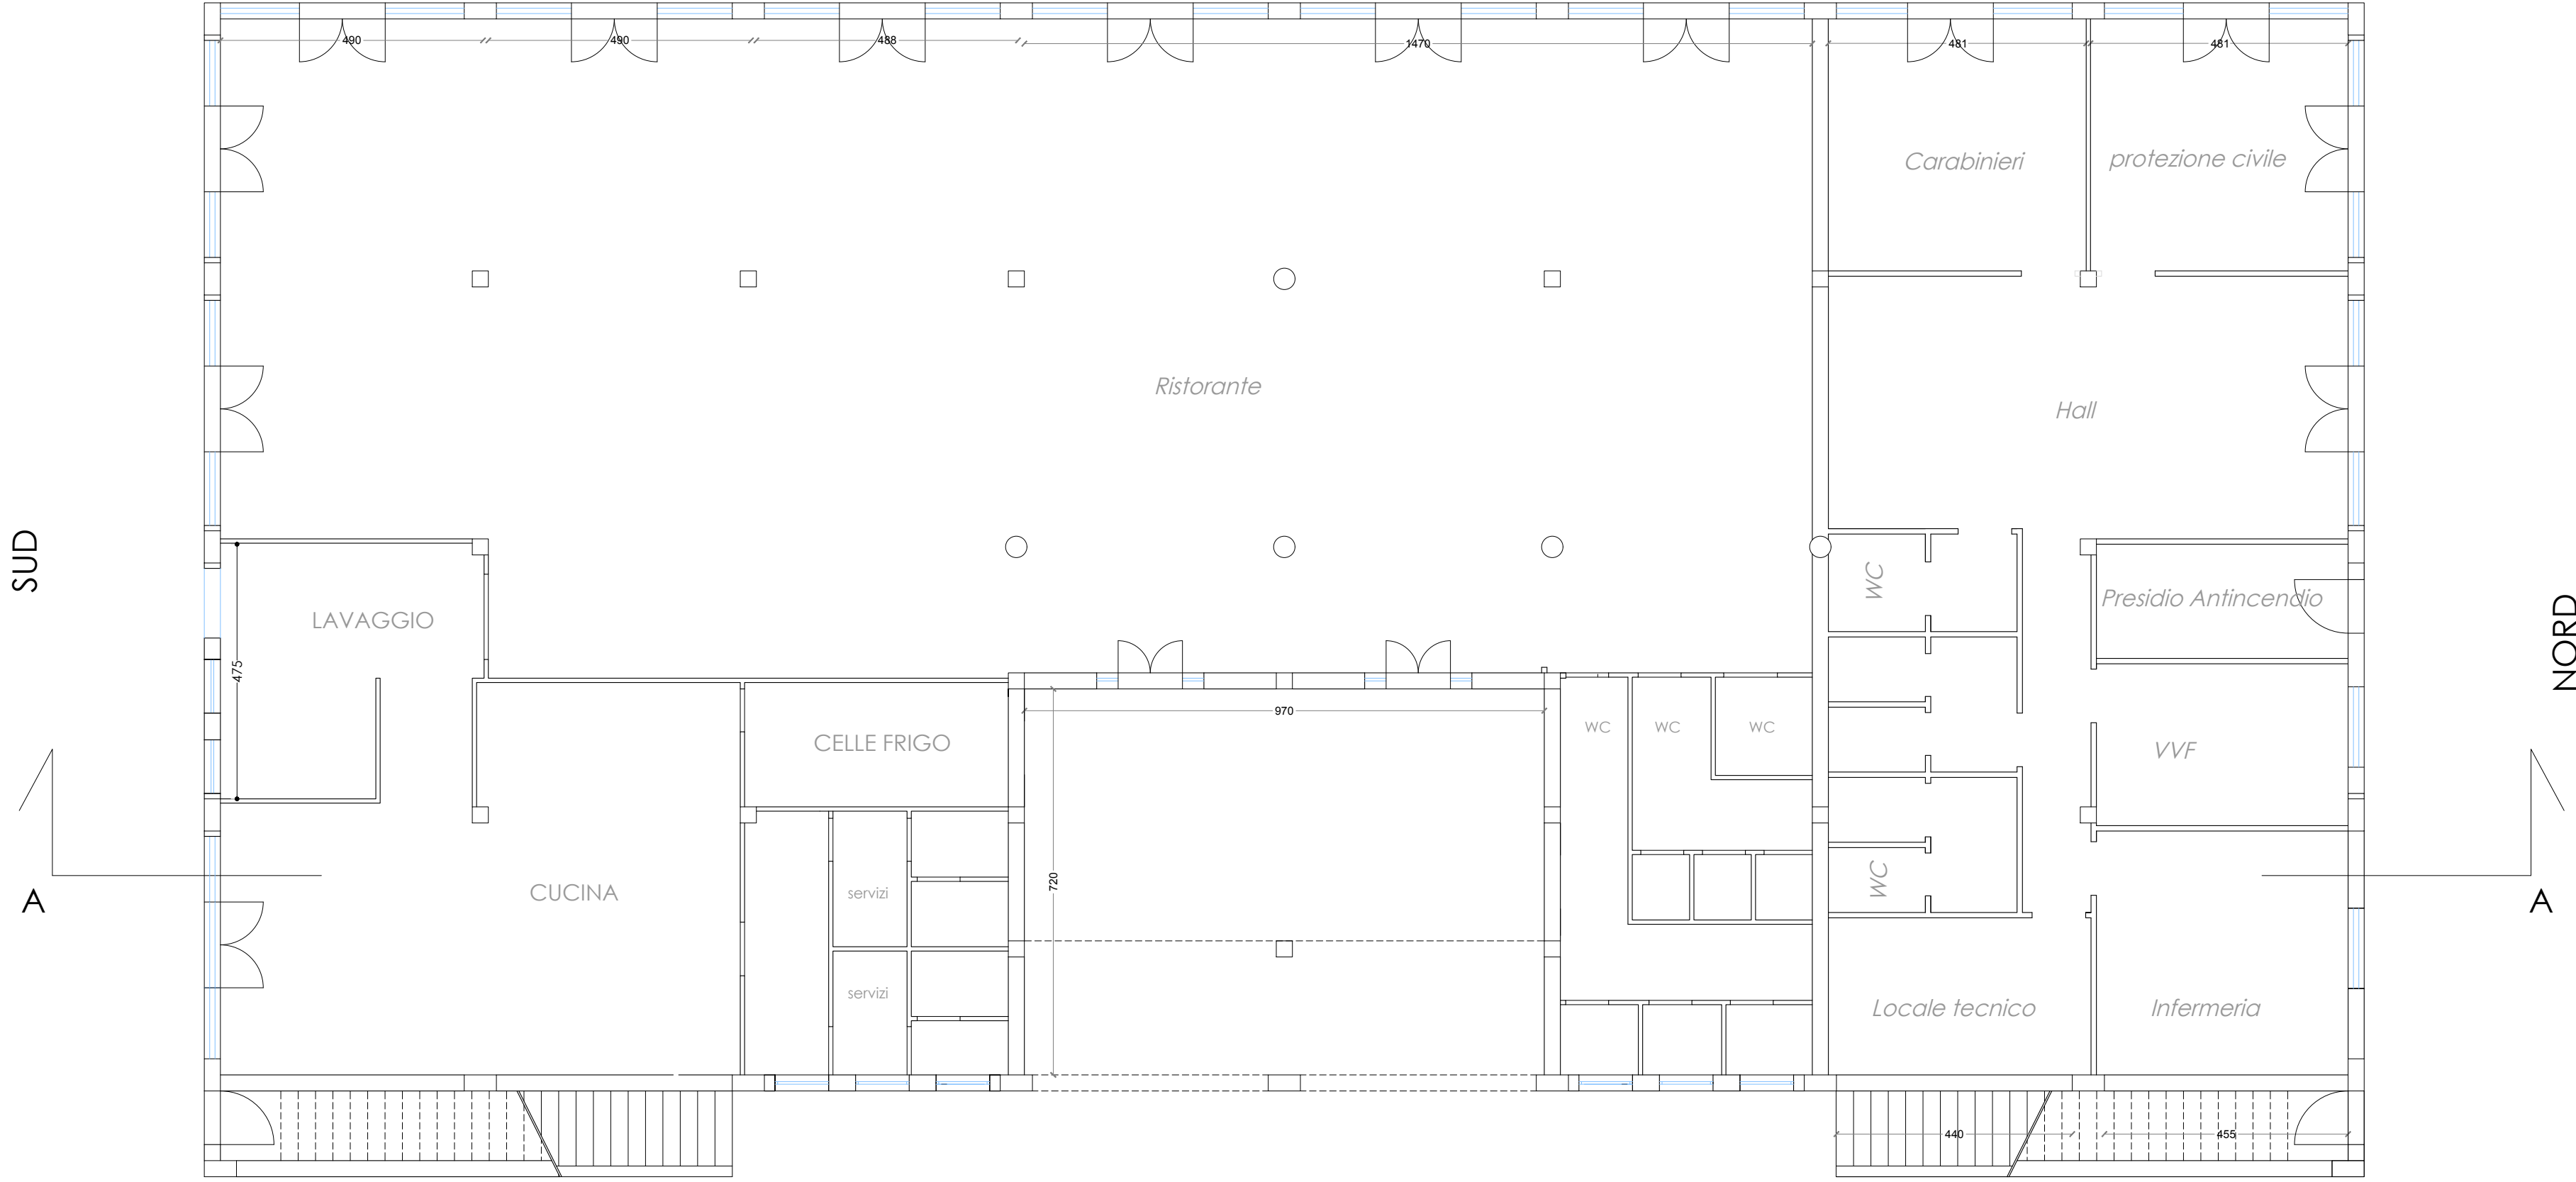 490
490
488
1470
481
481
Carabinieri
protezione civile
Ristorante
Hall
SUD
LAVAGGIO
475
WC
Presidio Antincendio
NORD
970
WC
WC
WC
CELLE FRIGO
VVF
720
CUCINA
servizi
WC
A
A
servizi
Locale tecnico
Infermeria
440
455